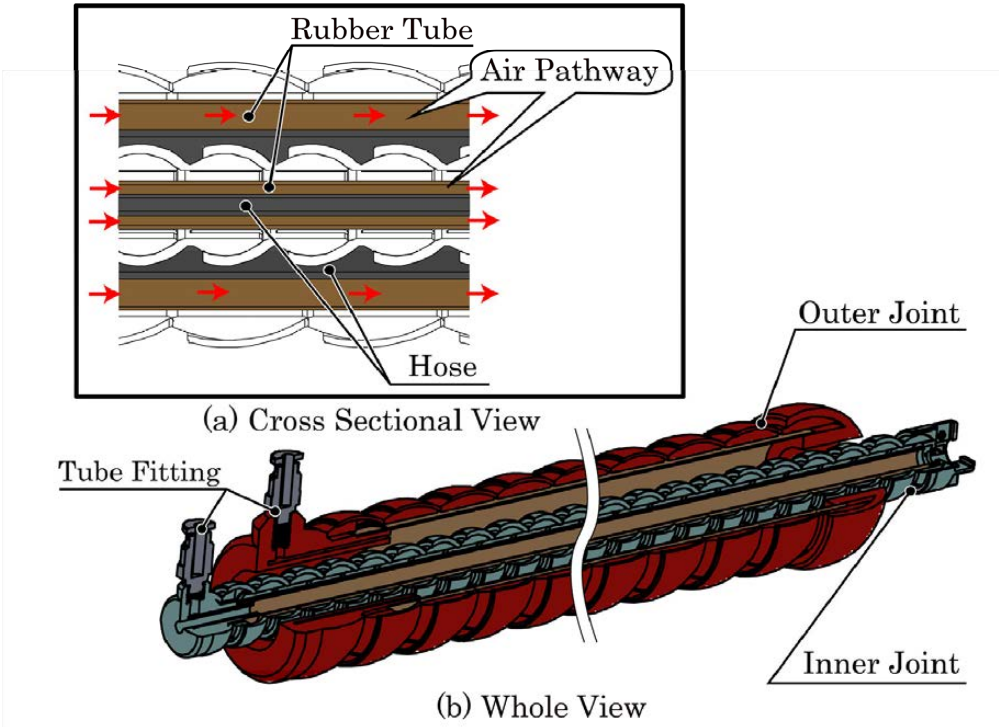 Rubber Tube
Air Pathway
Hose
(a) Cross Sectional View
Outer Joint
Tube Fitting
Inner Joint
(b) Whole View